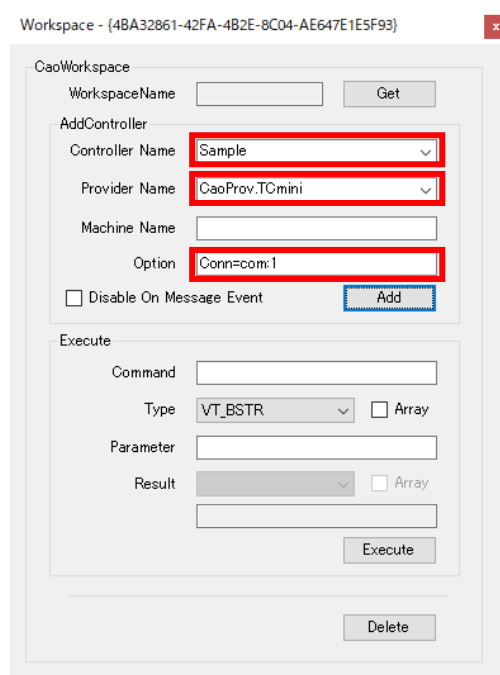 Workspace - {4BA32861-42FA-4B2E-8C04-AE647E1E5F93}
x
CaoWorkspace
WorkspaceName
Get
AddController
Controller Name Sample
Provider Name CaoProv.TCmini
Machine Name
Option Conn=com:1
Disable On Message Event Add
Execute
Command
Type VT_BSTR Array
Parameter
Result Array
Execute
Delete